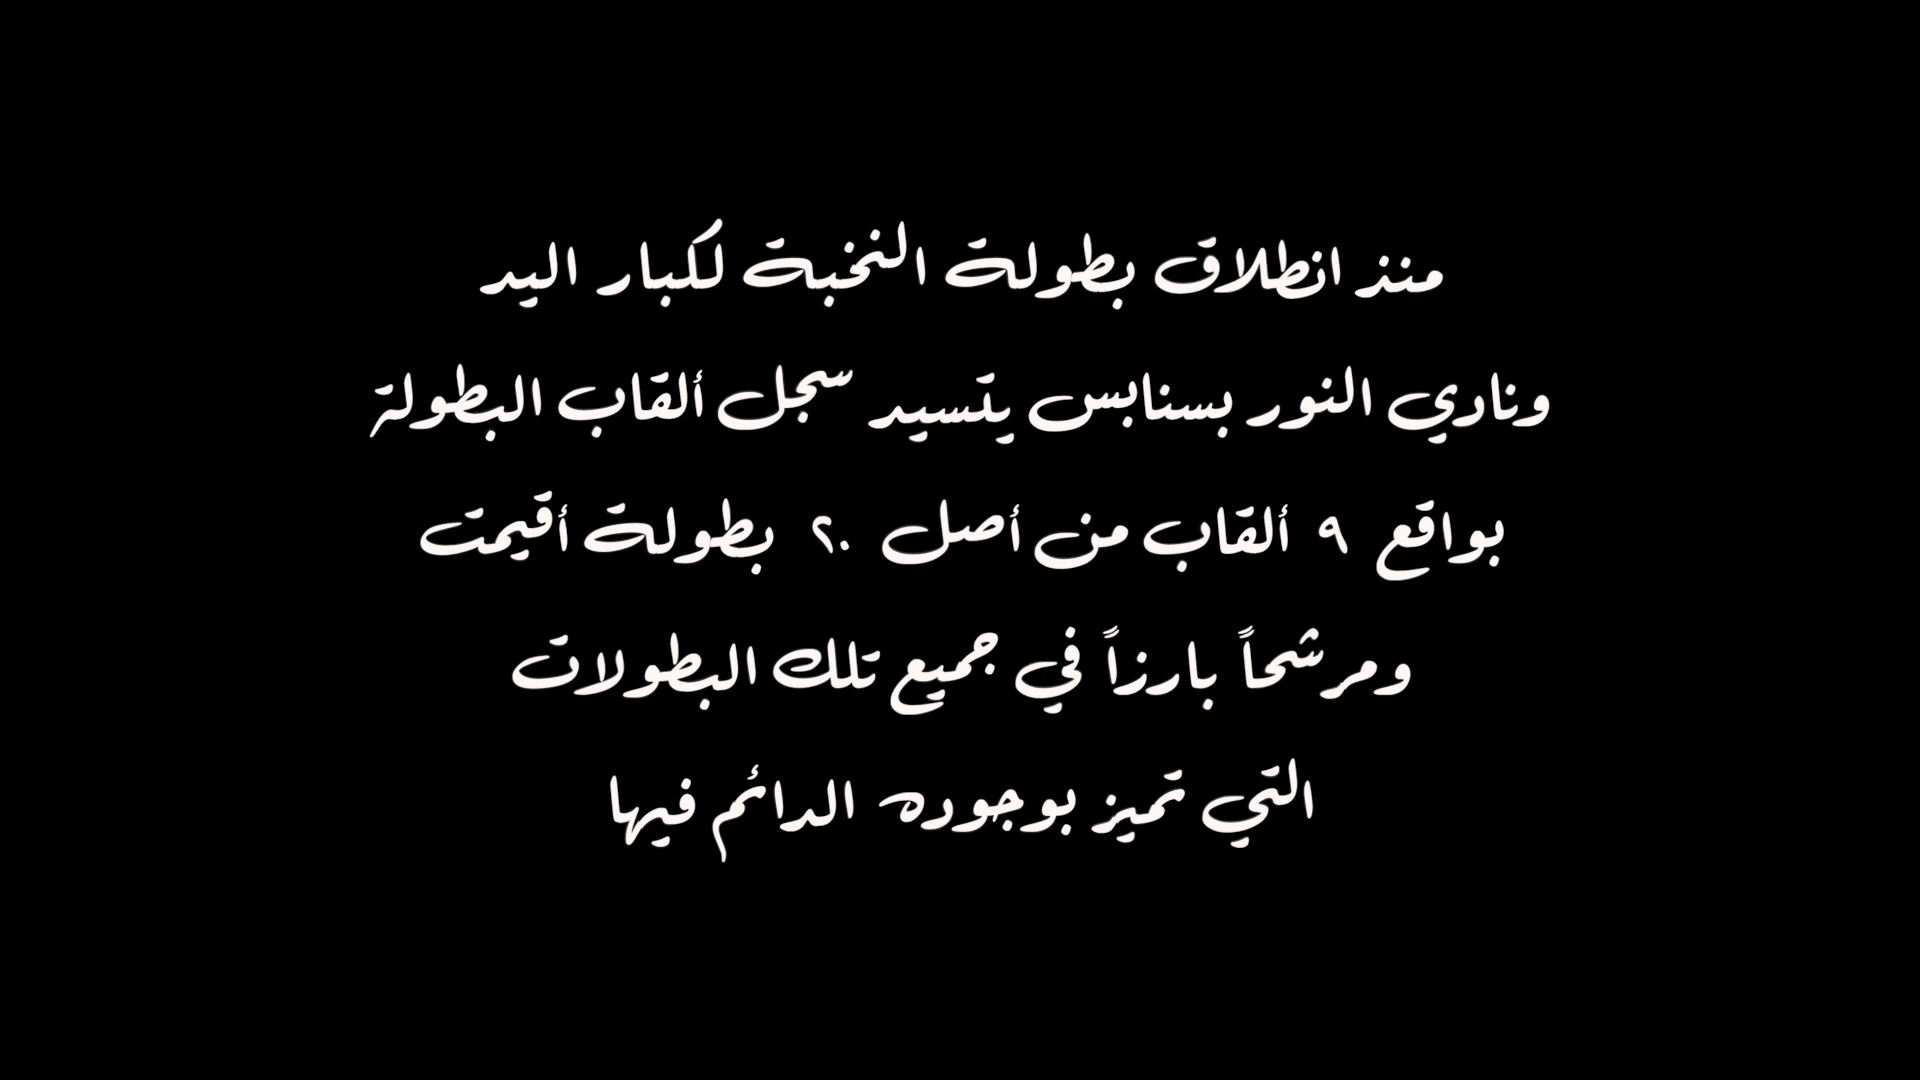 منذ انطلاق بطولة النخبة لكبار اليد
ونادي النور بسنابس يتسيد سجل ألقاب البطولة
بواقع ٩ ألقاب من أصل ٢٠ بطولة أقيمت
ومرشحاً بارزاً في جميع تلك البطولات
التي تميز بوجوده الدائم فيها